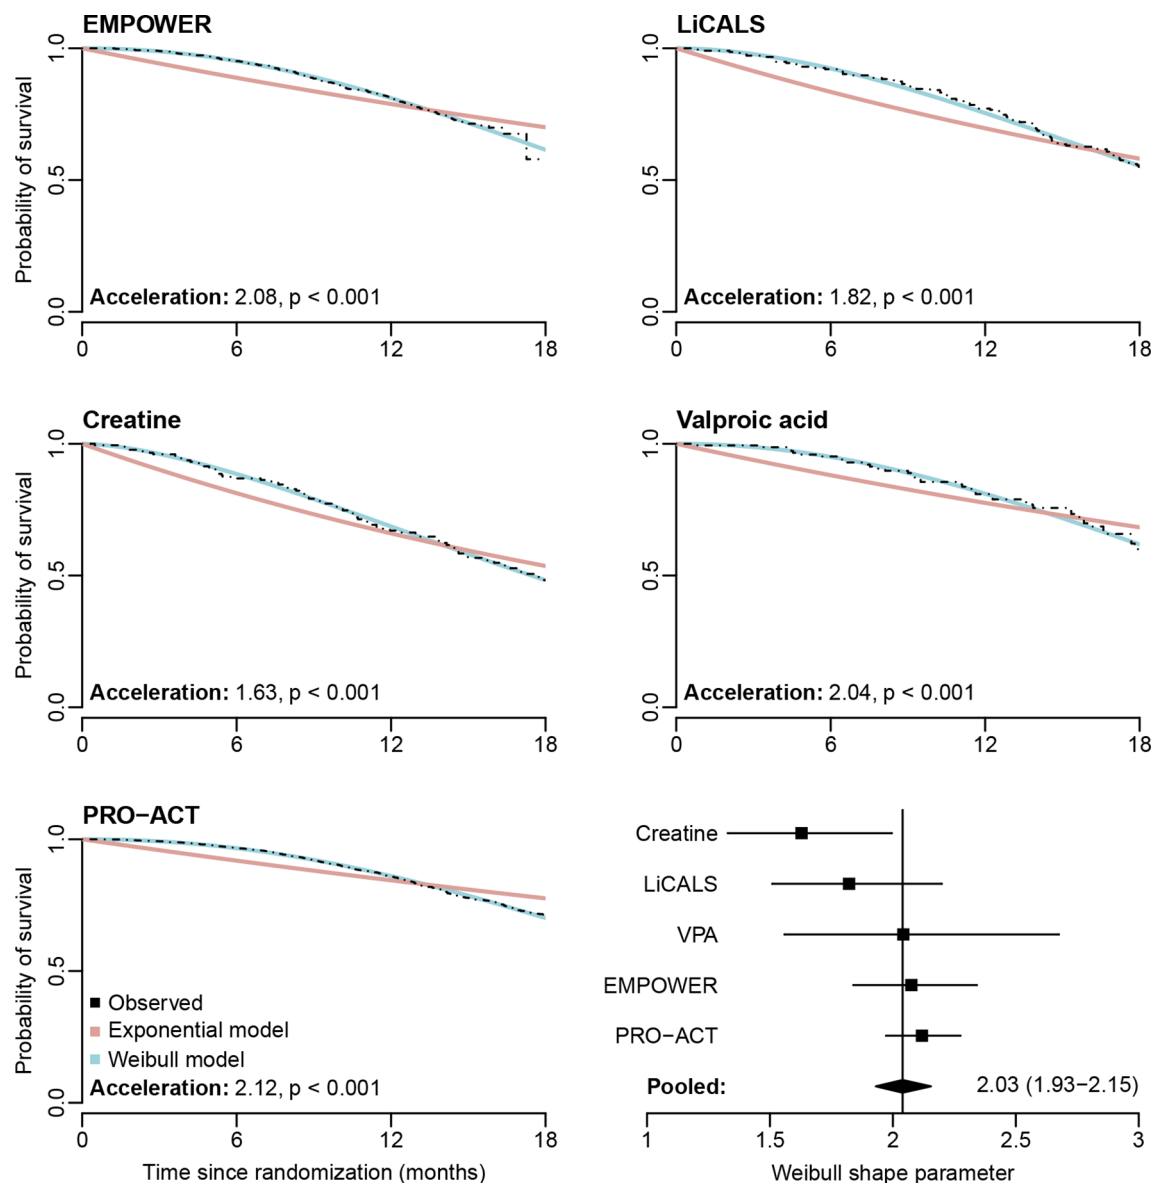 EMPOWER
Probability of survival
1.0
0.5
0.0
Acceleration: 2.08, p < 0.001
0 6 12 18
LiCALS
1.0
0.5
0.0
Acceleration: 1.82, p < 0.001
0 6 12 18
Creatine
Probability of survival
1.0
0.5
0.0
Acceleration: 1.63, p < 0.001
0 6 12 18
Valproic acid
1.0
0.5
0.0
Acceleration: 2.04, p < 0.001
0 6 12 18
PRO−ACT
Probability of survival
1.0
0.5
0.0
Observed
Exponential model
Weibull model
Acceleration: 2.12, p < 0.001
0 6 12 18
Time since randomization (months)
Creatine
LiCALS
VPA
EMPOWER
PRO−ACT
Pooled: 2.03 (1.93−2.15)
1 1.5 2 2.5 3
Weibull shape parameter